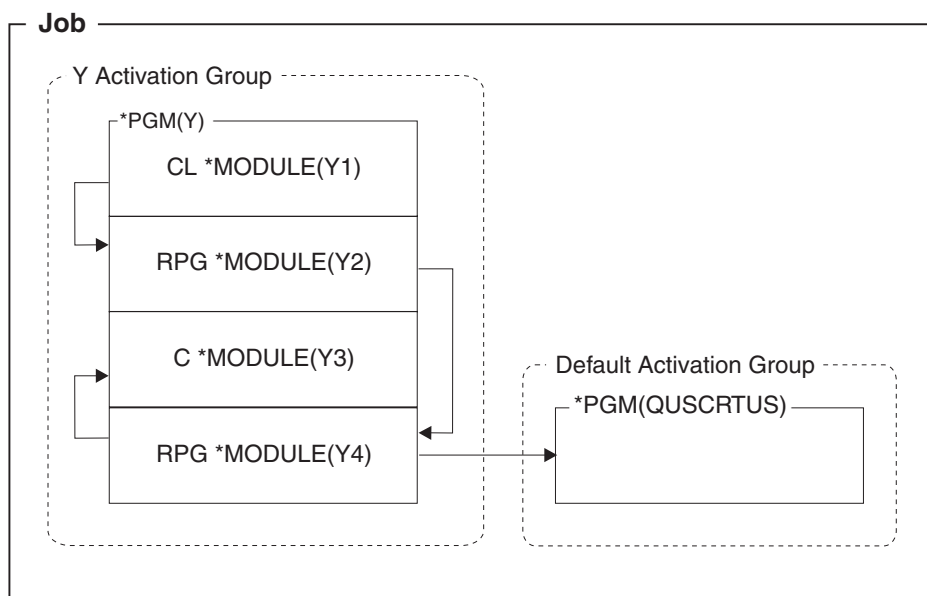 Job
Y Activation Group
*PGM(Y)
CL *MODULE(Y1)
RPG *MODULE(Y2)
C *MODULE(Y3)
RPG *MODULE(Y4)
Default Activation Group
*PGM(QUSCRTUS)